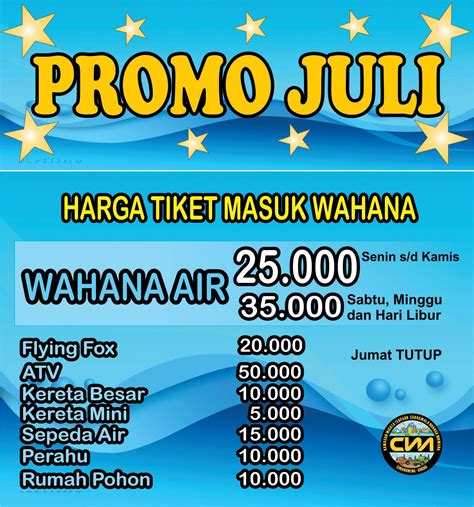 PROMO JULI
HARGA TIKET MASUK WAHANA
WAHANA AIR 25.000 Senin s/d Kamis
35.000 Sabtu, Minggu
dan Hari Libur
Flying Fox 20.000
Jumat TUTUP
ATV 50.000
Kereta Besar 10.000
Kereta Mini 5.000
Sepeda Air 15.000
Perahu 10.000
Rumah Pohon 10.000